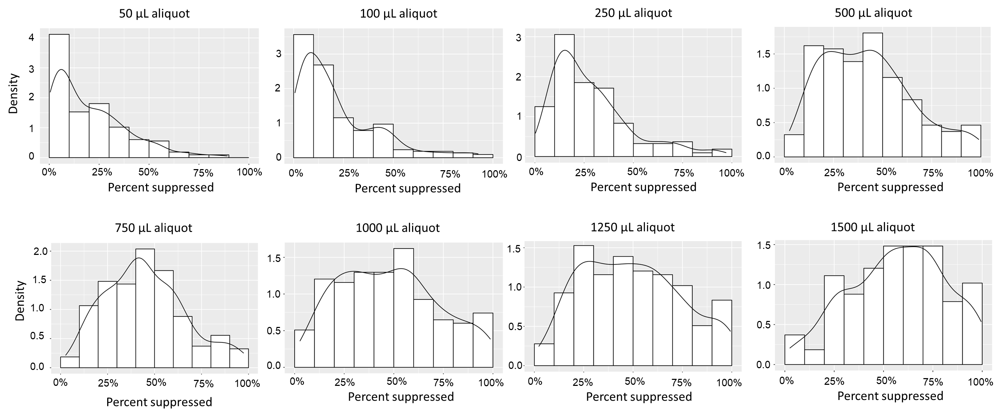 50 µL aliquot
100 µL aliquot
250 µL aliquot
500 µL aliquot
Density
4
3
2
1
0
0% 25% 50% 75% 100%
Percent suppressed
3
2
1
0
0% 25% 50% 75% 100%
Percent suppressed
3
2
1
0
0% 25% 50% 75% 100%
Percent suppressed
1.5
1.0
0.5
0.0
0% 25% 50% 75% 100%
Percent suppressed
750 µL aliquot
1000 µL aliquot
1250 µL aliquot
1500 µL aliquot
Density
2.0
1.5
1.0
0.5
0.0
0% 25% 50% 75% 100%
Percent suppressed
1.5
1.0
0.5
0.0
0% 25% 50% 75% 100%
Percent suppressed
1.5
1.0
0.5
0.0
0% 25% 50% 75% 100%
Percent suppressed
1.5
1.0
0.5
0.0
0% 25% 50% 75% 100%
Percent suppressed